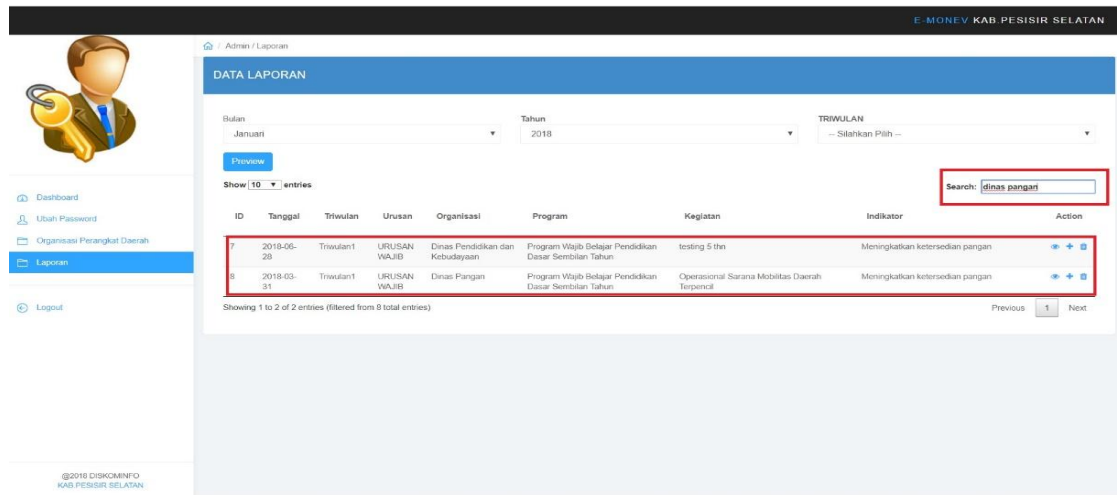 E-MONEV KAB.PESISIR SELATAN
/ Admin / Laporan
DATA LAPORAN
Bulan Tahun TRIWULAN
Januari 2018 -- Silahkan Pilih --
Preview
Show 10 entries Search: dinas pangan
Dashboard
Ubah Password
Organisasi Perangkat Daerah
Laporan
Logout
ID Tanggal Triwulan Urusan Organisasi Program Kegiatan Indikator Action
7 2018-06- Triwulan1 URUSAN Dinas Pendidikan dan Program Wajib Belajar Pendidikan testing 5 thn Meningkatkan ketersedian pangan
28 WAJIB Kebudayaan Dasar Sembilan Tahun
8 2018-03- Triwulan1 URUSAN Dinas Pangan Program Wajib Belajar Pendidikan Operasional Sarana Mobilitas Daerah Meningkatkan ketersedian pangan
31 WAJIB Dasar Sembilan Tahun Terpencil
Showing 1 to 2 of 2 entries (filtered from 8 total entries) Previous 1 Next
@2018 DISKOMINFO
KAB.PESISIR SELATAN